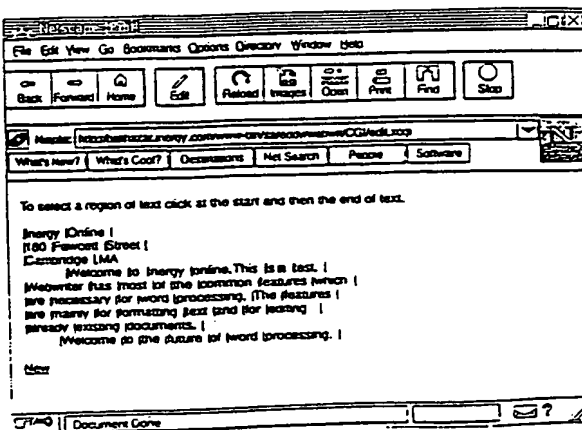 Netscape
File Edit View Go Bookmarks Options Directory Window Help
Back Forward Home Edit Reload Images Open Print Find Stop
What's New? What's Cool? Destinations Net Search People Software
To select a region of text click at the start and then the end of text.
|Inergy |Online |
|180 |Fawcett |Street |
|Cambridge |,MA
|Welcome |to |Inergy |online. This |is a |test. |
|Webwriter |has |most |of |the |common |features |which |
|are |necessary |for |word |processing. |The |features |
|are |mainly |for |formatting |text |and |for |editing |
|already |existing |documents. |
|Welcome |to |the |future |of |word |processing. |
New
Document Done
?